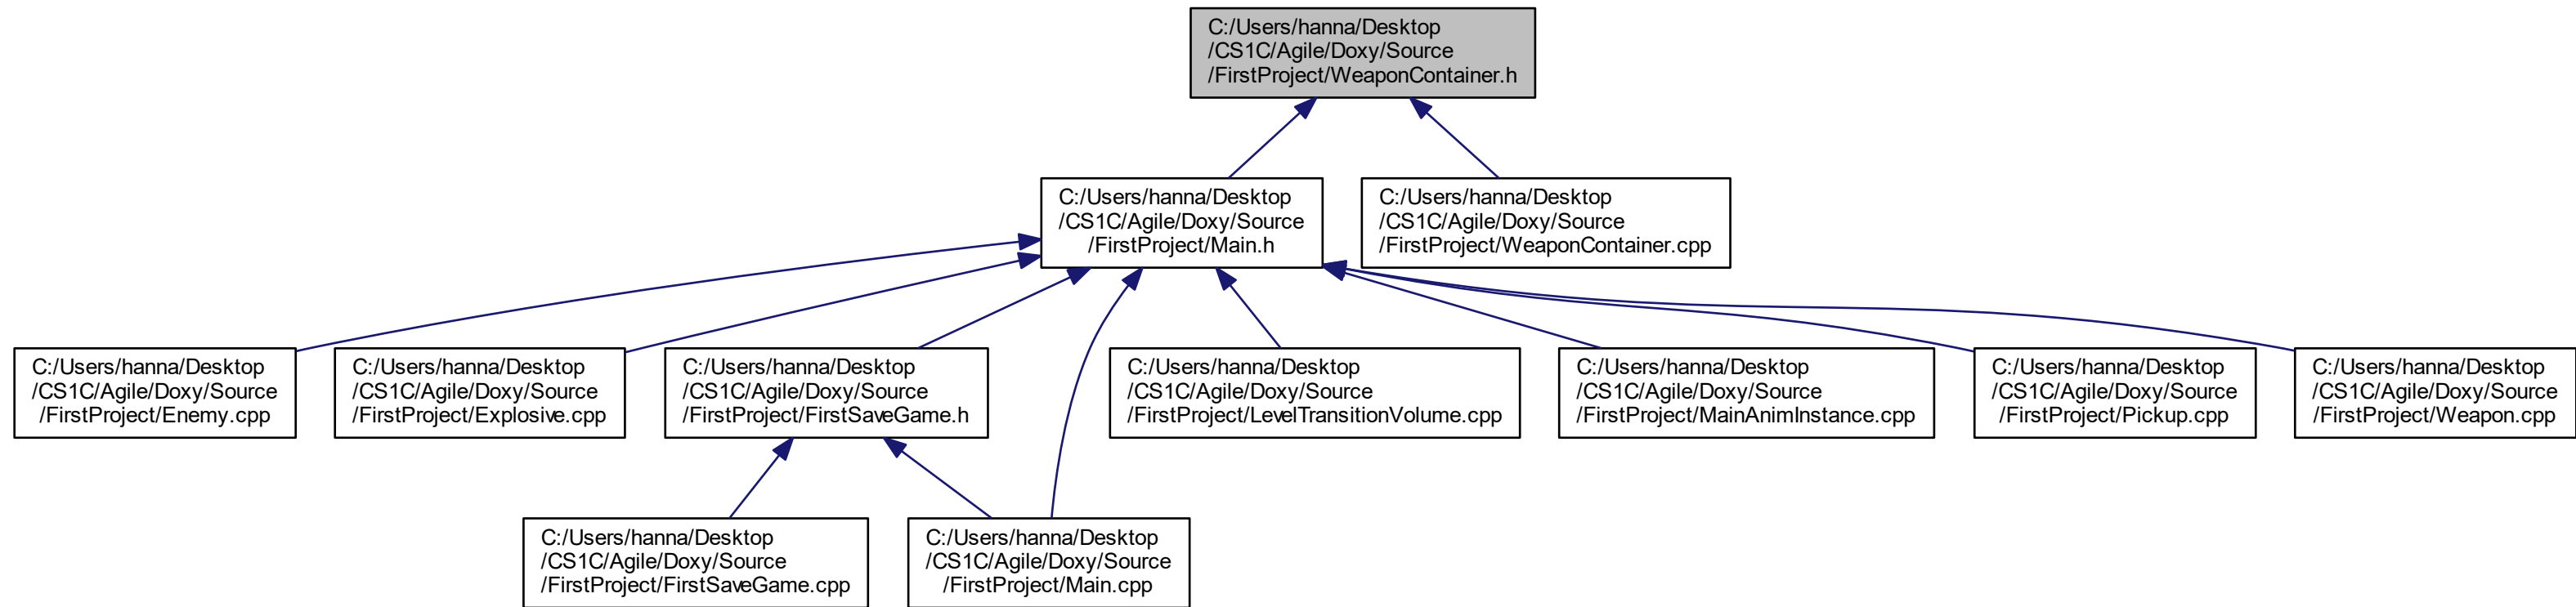 C:/Users/hanna/Desktop
/CS1C/Agile/Doxy/Source
/FirstProject/WeaponContainer.h
C:/Users/hanna/Desktop
/CS1C/Agile/Doxy/Source
/FirstProject/Main.h
C:/Users/hanna/Desktop
/CS1C/Agile/Doxy/Source
/FirstProject/WeaponContainer.cpp
C:/Users/hanna/Desktop
/CS1C/Agile/Doxy/Source
/FirstProject/Enemy.cpp
C:/Users/hanna/Desktop
/CS1C/Agile/Doxy/Source
/FirstProject/Explosive.cpp
C:/Users/hanna/Desktop
/CS1C/Agile/Doxy/Source
/FirstProject/FirstSaveGame.h
C:/Users/hanna/Desktop
/CS1C/Agile/Doxy/Source
/FirstProject/LevelTransitionVolume.cpp
C:/Users/hanna/Desktop
/CS1C/Agile/Doxy/Source
/FirstProject/MainAnimInstance.cpp
C:/Users/hanna/Desktop
/CS1C/Agile/Doxy/Source
/FirstProject/Pickup.cpp
C:/Users/hanna/Desktop
/CS1C/Agile/Doxy/Source
/FirstProject/Weapon.cpp
C:/Users/hanna/Desktop
/CS1C/Agile/Doxy/Source
/FirstProject/FirstSaveGame.cpp
C:/Users/hanna/Desktop
/CS1C/Agile/Doxy/Source
/FirstProject/Main.cpp